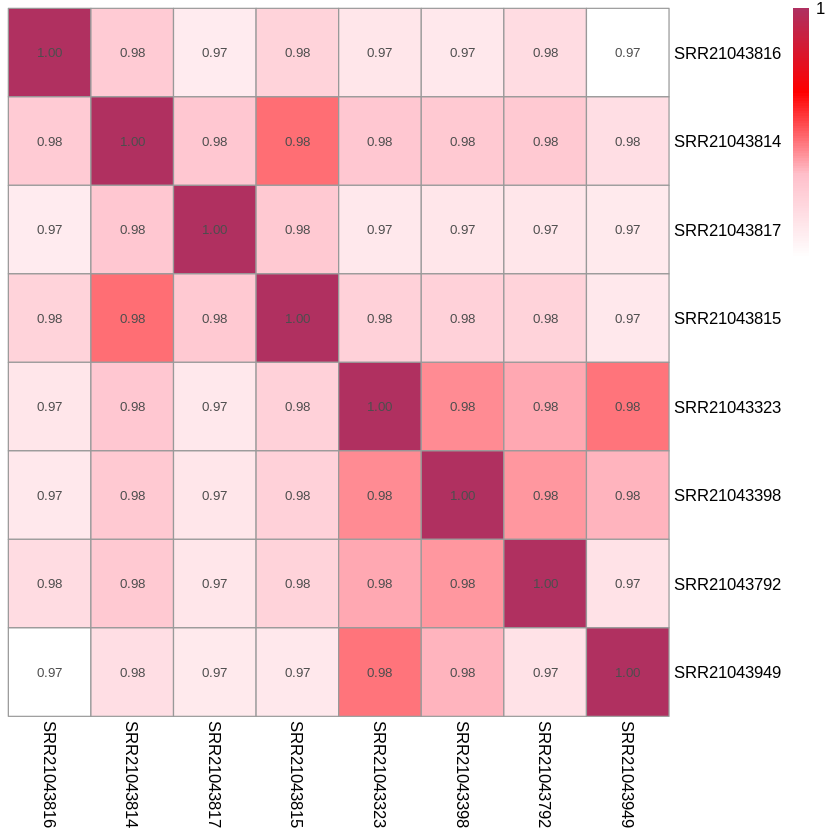 1
1.00 0.98 0.97 0.98 0.97 0.97 0.98 0.97 SRR21043816
0.98 1.00 0.98 0.98 0.98 0.98 0.98 0.98 SRR21043814
0.97 0.98 1.00 0.98 0.97 0.97 0.97 0.97 SRR21043817
0.98 0.98 0.98 1.00 0.98 0.98 0.98 0.97 SRR21043815
0.97 0.98 0.97 0.98 1.00 0.98 0.98 0.98 SRR21043323
0.97 0.98 0.97 0.98 0.98 1.00 0.98 0.98 SRR21043398
0.98 0.98 0.97 0.98 0.98 0.98 1.00 0.97 SRR21043792
0.97 0.98 0.97 0.97 0.98 0.98 0.97 1.00 SRR21043949
SRR21043816
SRR21043814
SRR21043817
SRR21043815
SRR21043323
SRR21043398
SRR21043792
SRR21043949